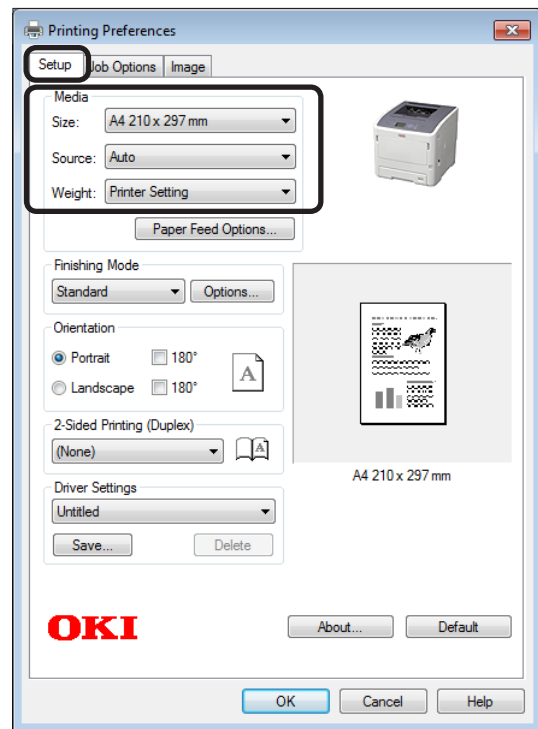 Printing Preferences
Setup Job Options Image
Media
Size: A4 210 x 297 mm
Source: Auto
Weight: Printer Setting
Paper Feed Options...
Finishing Mode
Standard Options...
Orientation
Portrait 180°
Landscape 180°
A
2-Sided Printing (Duplex)
(None) A
A4 210 x 297 mm
Driver Settings
Untitled
Save... Delete
OKI About... Default
OK Cancel Help